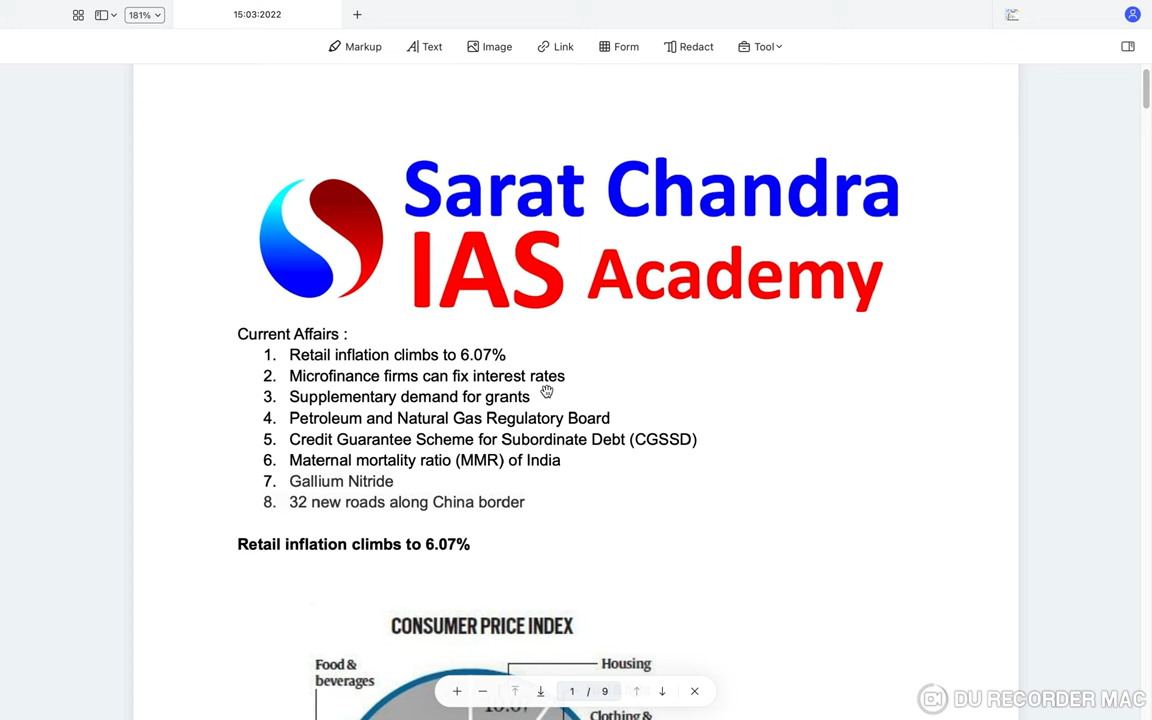 181%
15:03:2022
Markup
Text
Image
Link
Form
Redact
Tool
Sarat Chandra
IAS Academy
Current Affairs :
1. Retail inflation climbs to 6.07%
2. Microfinance firms can fix interest rates
3. Supplementary demand for grants
4. Petroleum and Natural Gas Regulatory Board
5. Credit Guarantee Scheme for Subordinate Debt (CGSSD)
6. Maternal mortality ratio (MMR) of India
7. Gallium Nitride
8. 32 new roads along China border
Retail inflation climbs to 6.07%
CONSUMER PRICE INDEX
Food &
beverages
Housing
Clothing &
1 / 9
DU RECORDER MAC